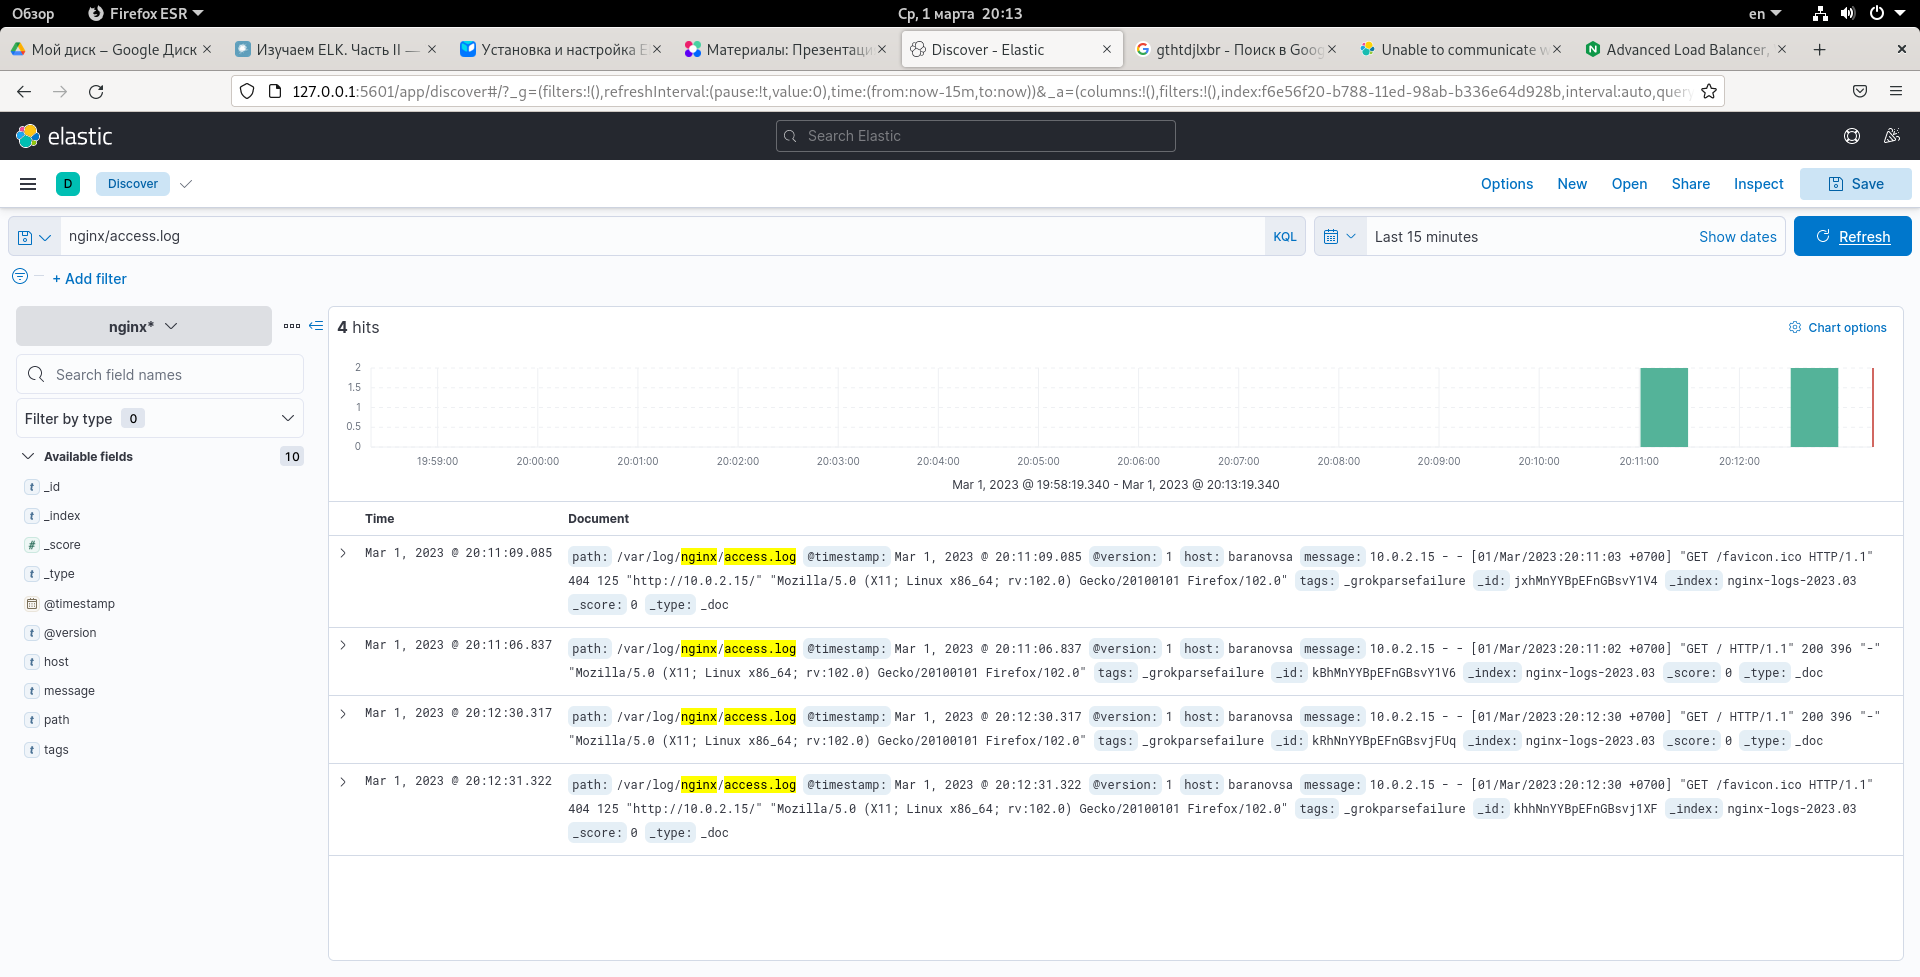 Обзор Firefox ESR Ср, 1 марта 20:13 en
Мой диск – Google Диск Изучаем ELK. Часть II — Установка и настройка E Материалы: Презентаци Discover - Elastic gthtdjlxbr - Поиск в Goog Unable to communicate w Advanced Load Balancer,
127.0.0.1:5601/app/discover#/?_g=(filters:!(),refreshInterval:(pause:!t,value:0),time:(from:now-15m,to:now))&_a=(columns:!(),filters:!(),index:f6e56f20-b788-11ed-98ab-b336e64d928b,interval:auto,query
elastic Search Elastic
D Discover Options New Open Share Inspect Save
nginx/access.log KQL Last 15 minutes Show dates Refresh
+ Add filter
nginx*
Search field names
Filter by type 0
Available fields 10
t _id
t _index
# _score
t _type
@timestamp
t @version
t host
t message
t path
t tags
4 hits Chart options
2
1.5
1
0.5
0
19:59:00 20:00:00 20:01:00 20:02:00 20:03:00 20:04:00 20:05:00 20:06:00 20:07:00 20:08:00 20:09:00 20:10:00 20:11:00 20:12:00
Mar 1, 2023 @ 19:58:19.340 - Mar 1, 2023 @ 20:13:19.340
Time Document
Mar 1, 2023 @ 20:11:09.085 path: /var/log/nginx/access.log @timestamp: Mar 1, 2023 @ 20:11:09.085 @version: 1 host: baranovsa message: 10.0.2.15 - - [01/Mar/2023:20:11:03 +0700] "GET /favicon.ico HTTP/1.1"
404 125 "http://10.0.2.15/" "Mozilla/5.0 (X11; Linux x86_64; rv:102.0) Gecko/20100101 Firefox/102.0" tags: _grokparsefailure _id: jxhMnYYBpEFnGBsvY1V4 _index: nginx-logs-2023.03
_score: 0 _type: _doc
Mar 1, 2023 @ 20:11:06.837 path: /var/log/nginx/access.log @timestamp: Mar 1, 2023 @ 20:11:06.837 @version: 1 host: baranovsa message: 10.0.2.15 - - [01/Mar/2023:20:11:02 +0700] "GET / HTTP/1.1" 200 396 "-"
"Mozilla/5.0 (X11; Linux x86_64; rv:102.0) Gecko/20100101 Firefox/102.0" tags: _grokparsefailure _id: kBhMnYYBpEFnGBsvY1V6 _index: nginx-logs-2023.03 _score: 0 _type: _doc
Mar 1, 2023 @ 20:12:30.317 path: /var/log/nginx/access.log @timestamp: Mar 1, 2023 @ 20:12:30.317 @version: 1 host: baranovsa message: 10.0.2.15 - - [01/Mar/2023:20:12:30 +0700] "GET / HTTP/1.1" 200 396 "-"
"Mozilla/5.0 (X11; Linux x86_64; rv:102.0) Gecko/20100101 Firefox/102.0" tags: _grokparsefailure _id: kRhNnYYBpEFnGBsvjFUq _index: nginx-logs-2023.03 _score: 0 _type: _doc
Mar 1, 2023 @ 20:12:31.322 path: /var/log/nginx/access.log @timestamp: Mar 1, 2023 @ 20:12:31.322 @version: 1 host: baranovsa message: 10.0.2.15 - - [01/Mar/2023:20:12:30 +0700] "GET /favicon.ico HTTP/1.1"
404 125 "http://10.0.2.15/" "Mozilla/5.0 (X11; Linux x86_64; rv:102.0) Gecko/20100101 Firefox/102.0" tags: _grokparsefailure _id: khhNnYYBpEFnGBsvj1XF _index: nginx-logs-2023.03
_score: 0 _type: _doc